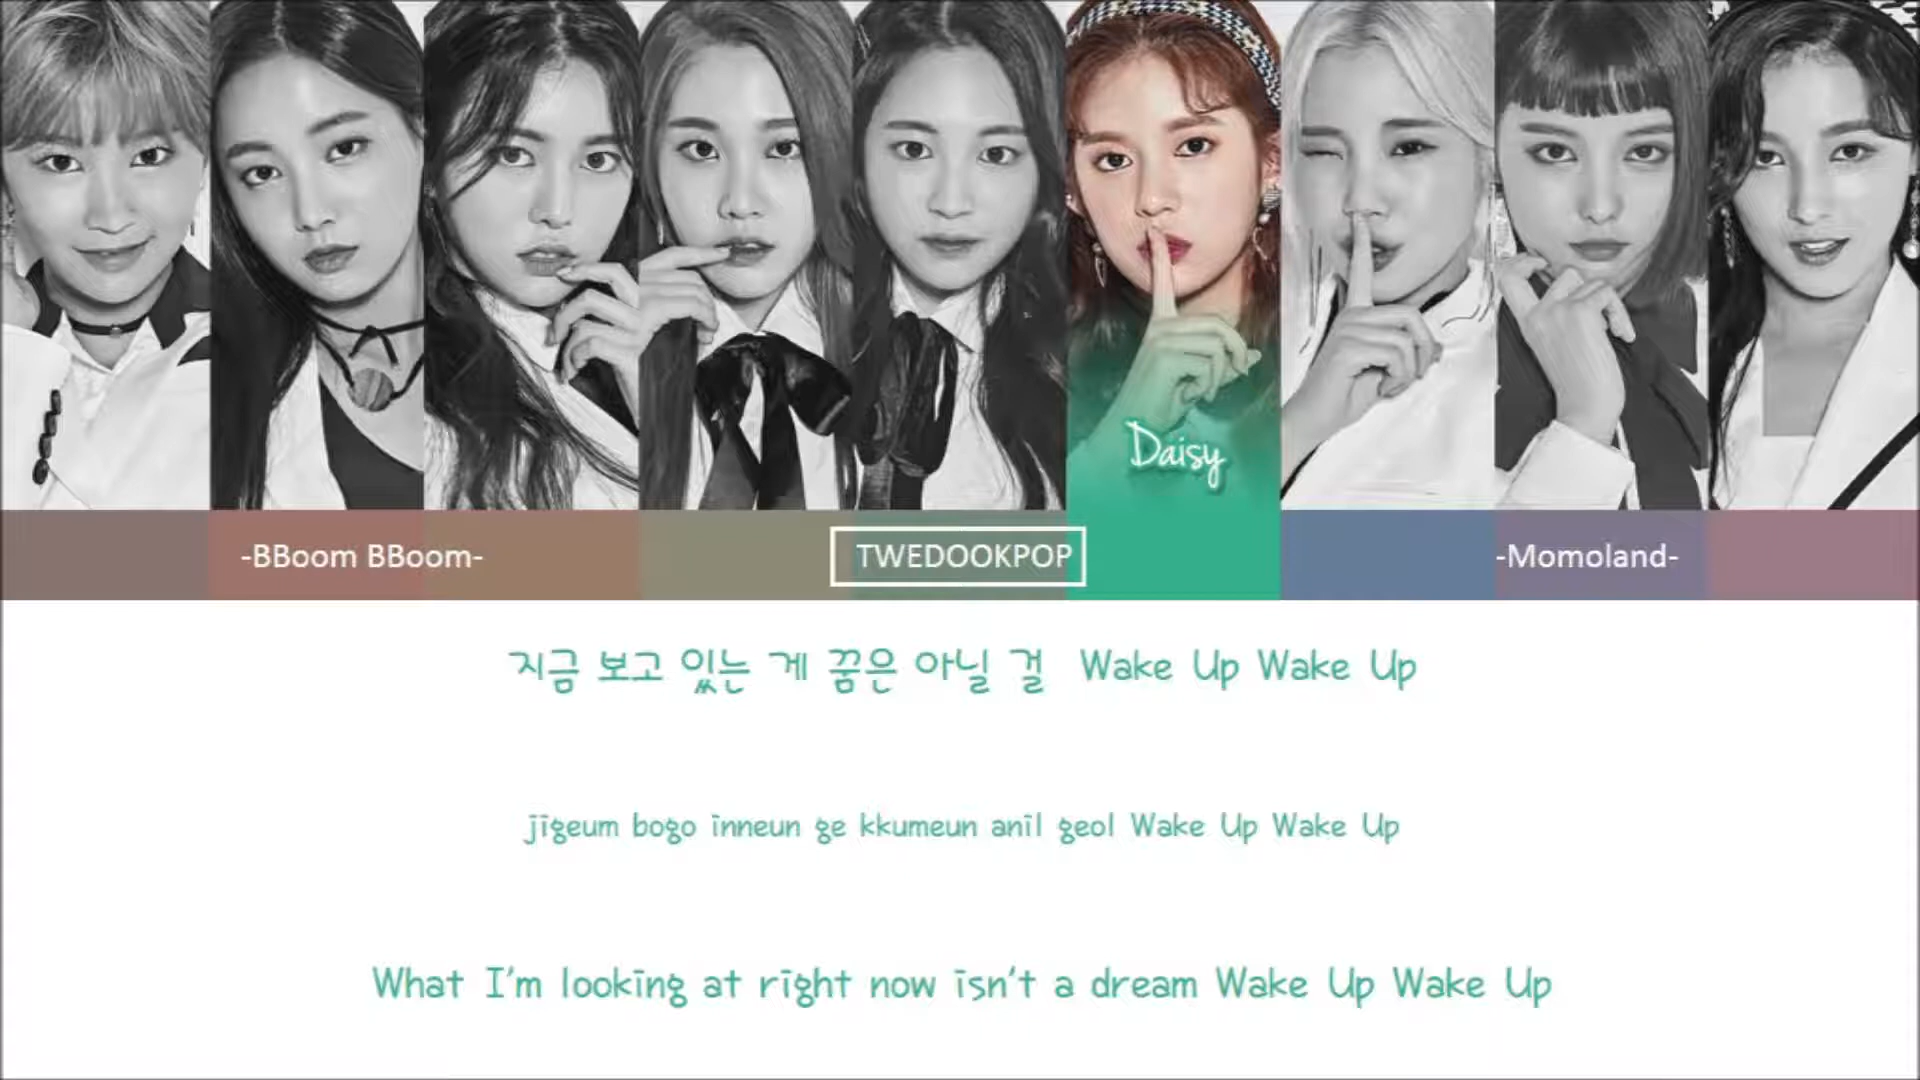 Daisy
-BBoom BBoom-
TWEDOOKPOP
-Momoland-
지금 보고 있는 게 꿈은 아닐 걸 Wake Up Wake Up
jigeum bogo inneun ge kkumeun anil geol Wake Up Wake Up
What I'm looking at right now isn't a dream Wake Up Wake Up